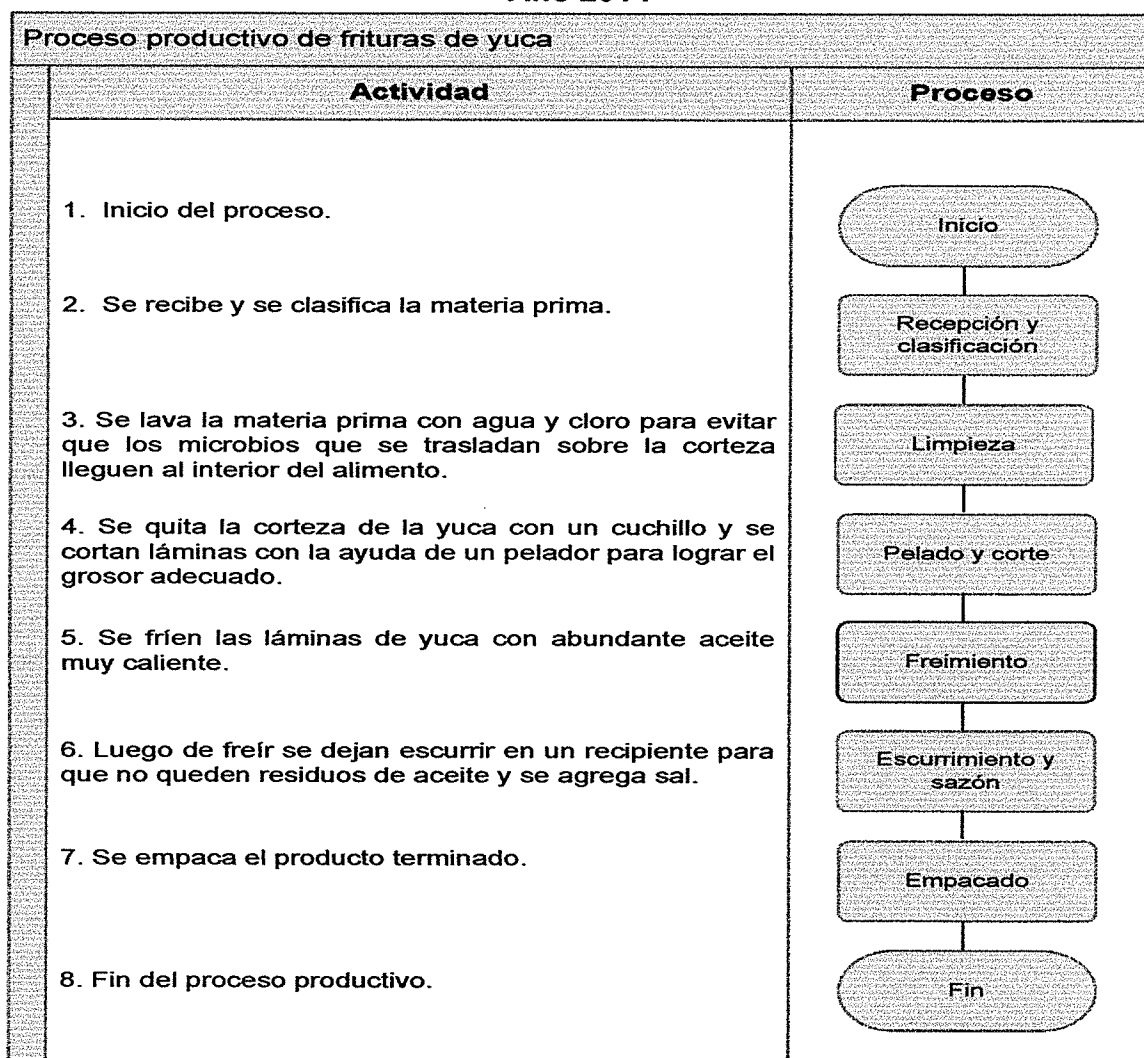 Proceso productivo de frituras de yuca
Actividad
Proceso
1. Inicio del proceso.
Inicio
2. Se recibe y se clasifica la materia prima.
Recepción y
clasificación
3. Se lava la materia prima con agua y cloro para evitar
que los microbios que se trasladan sobre la corteza
lleguen al interior del alimento.
Limpieza
4. Se quita la corteza de la yuca con un cuchillo y se
cortan láminas con la ayuda de un pelador para lograr el
grosor adecuado.
Pelado y corte
5. Se fríen las láminas de yuca con abundante aceite
muy caliente.
Freimiento
6. Luego de freír se dejan escurrir en un recipiente para
que no queden residuos de aceite y se agrega sal.
Escurrimiento y
sazón
7. Se empaca el producto terminado.
Empacado
8. Fin del proceso productivo.
Fin